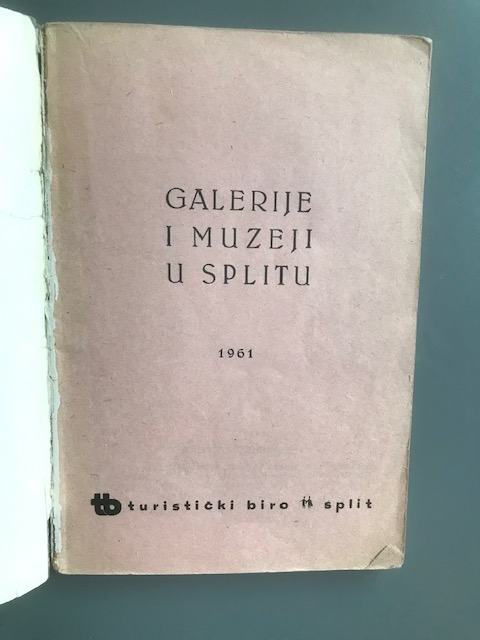 GALERIJE
I MUZEJI
U SPLITU
1961
tb turistički biro split